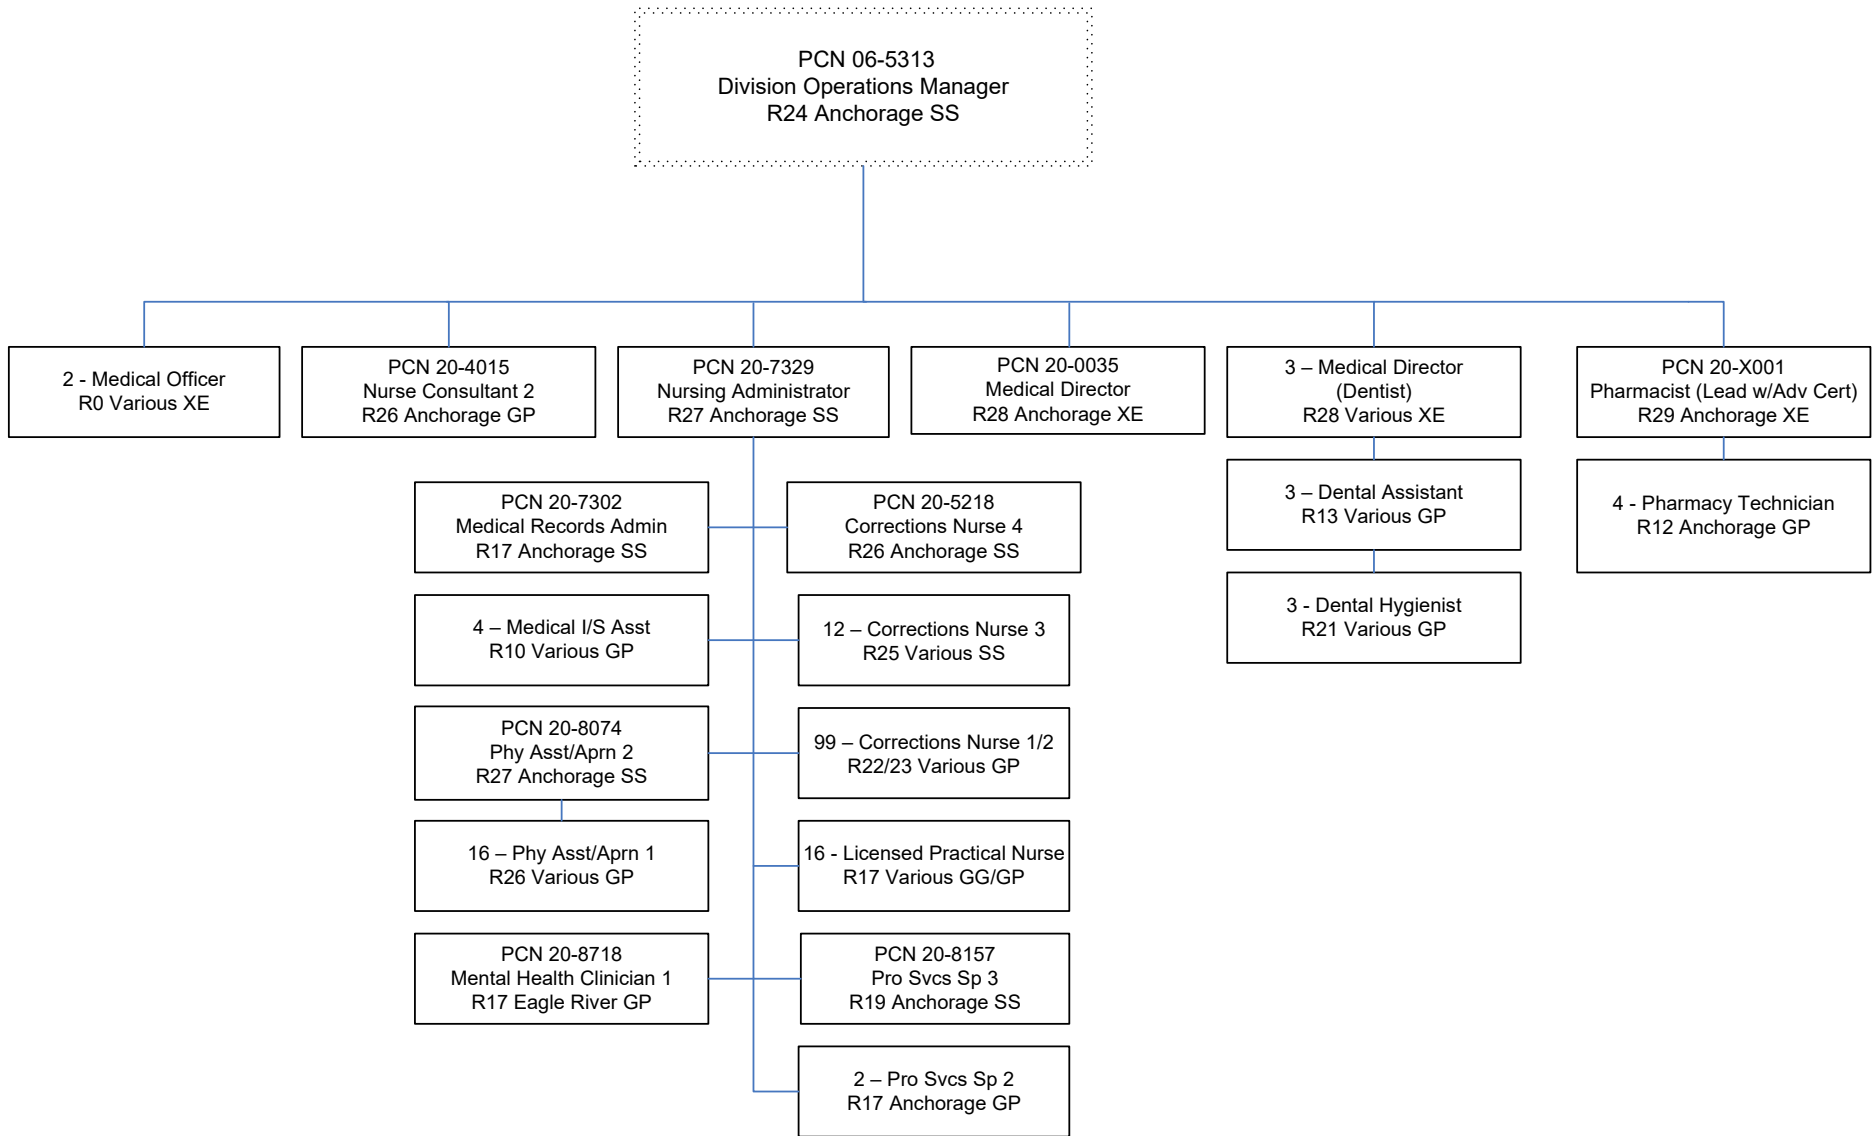 PCN 06-5313
Division Operations Manager
R24 Anchorage SS
2 - Medical Officer
R0 Various XE
PCN 20-4015
Nurse Consultant 2
R26 Anchorage GP
PCN 20-7329
Nursing Administrator
R27 Anchorage SS
PCN 20-0035
Medical Director
R28 Anchorage XE
3 – Medical Director
(Dentist)
R28 Various XE
PCN 20-X001
Pharmacist (Lead w/Adv Cert)
R29 Anchorage XE
PCN 20-7302
Medical Records Admin
R17 Anchorage SS
PCN 20-5218
Corrections Nurse 4
R26 Anchorage SS
3 – Dental Assistant
R13 Various GP
4 - Pharmacy Technician
R12 Anchorage GP
4 – Medical I/S Asst
R10 Various GP
12 – Corrections Nurse 3
R25 Various SS
3 - Dental Hygienist
R21 Various GP
PCN 20-8074
Phy Asst/Aprn 2
R27 Anchorage SS
99 – Corrections Nurse 1/2
R22/23 Various GP
16 – Phy Asst/Aprn 1
R26 Various GP
16 - Licensed Practical Nurse
R17 Various GG/GP
PCN 20-8718
Mental Health Clinician 1
R17 Eagle River GP
PCN 20-8157
Pro Svcs Sp 3
R19 Anchorage SS
2 – Pro Svcs Sp 2
R17 Anchorage GP